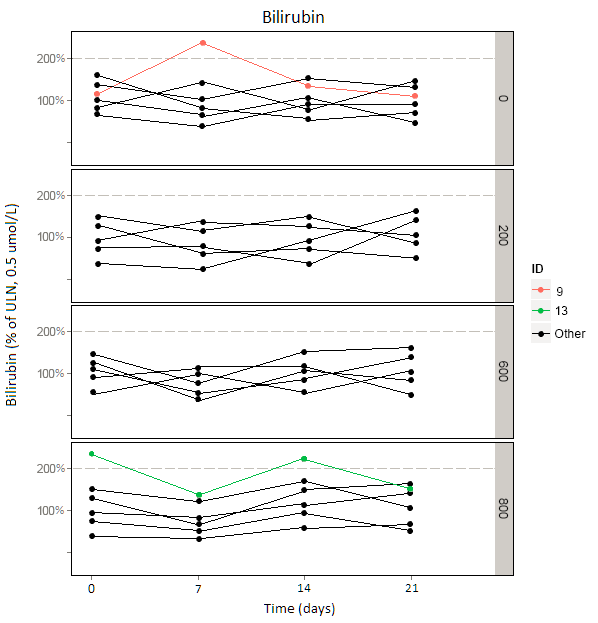 Bilirubin
Bilirubin (% of ULN, 0.5 umol/L)
200%
100%
0
200%
100%
200
200%
100%
600
200%
100%
800
0 7 14 21
Time (days)
ID
9
13
Other